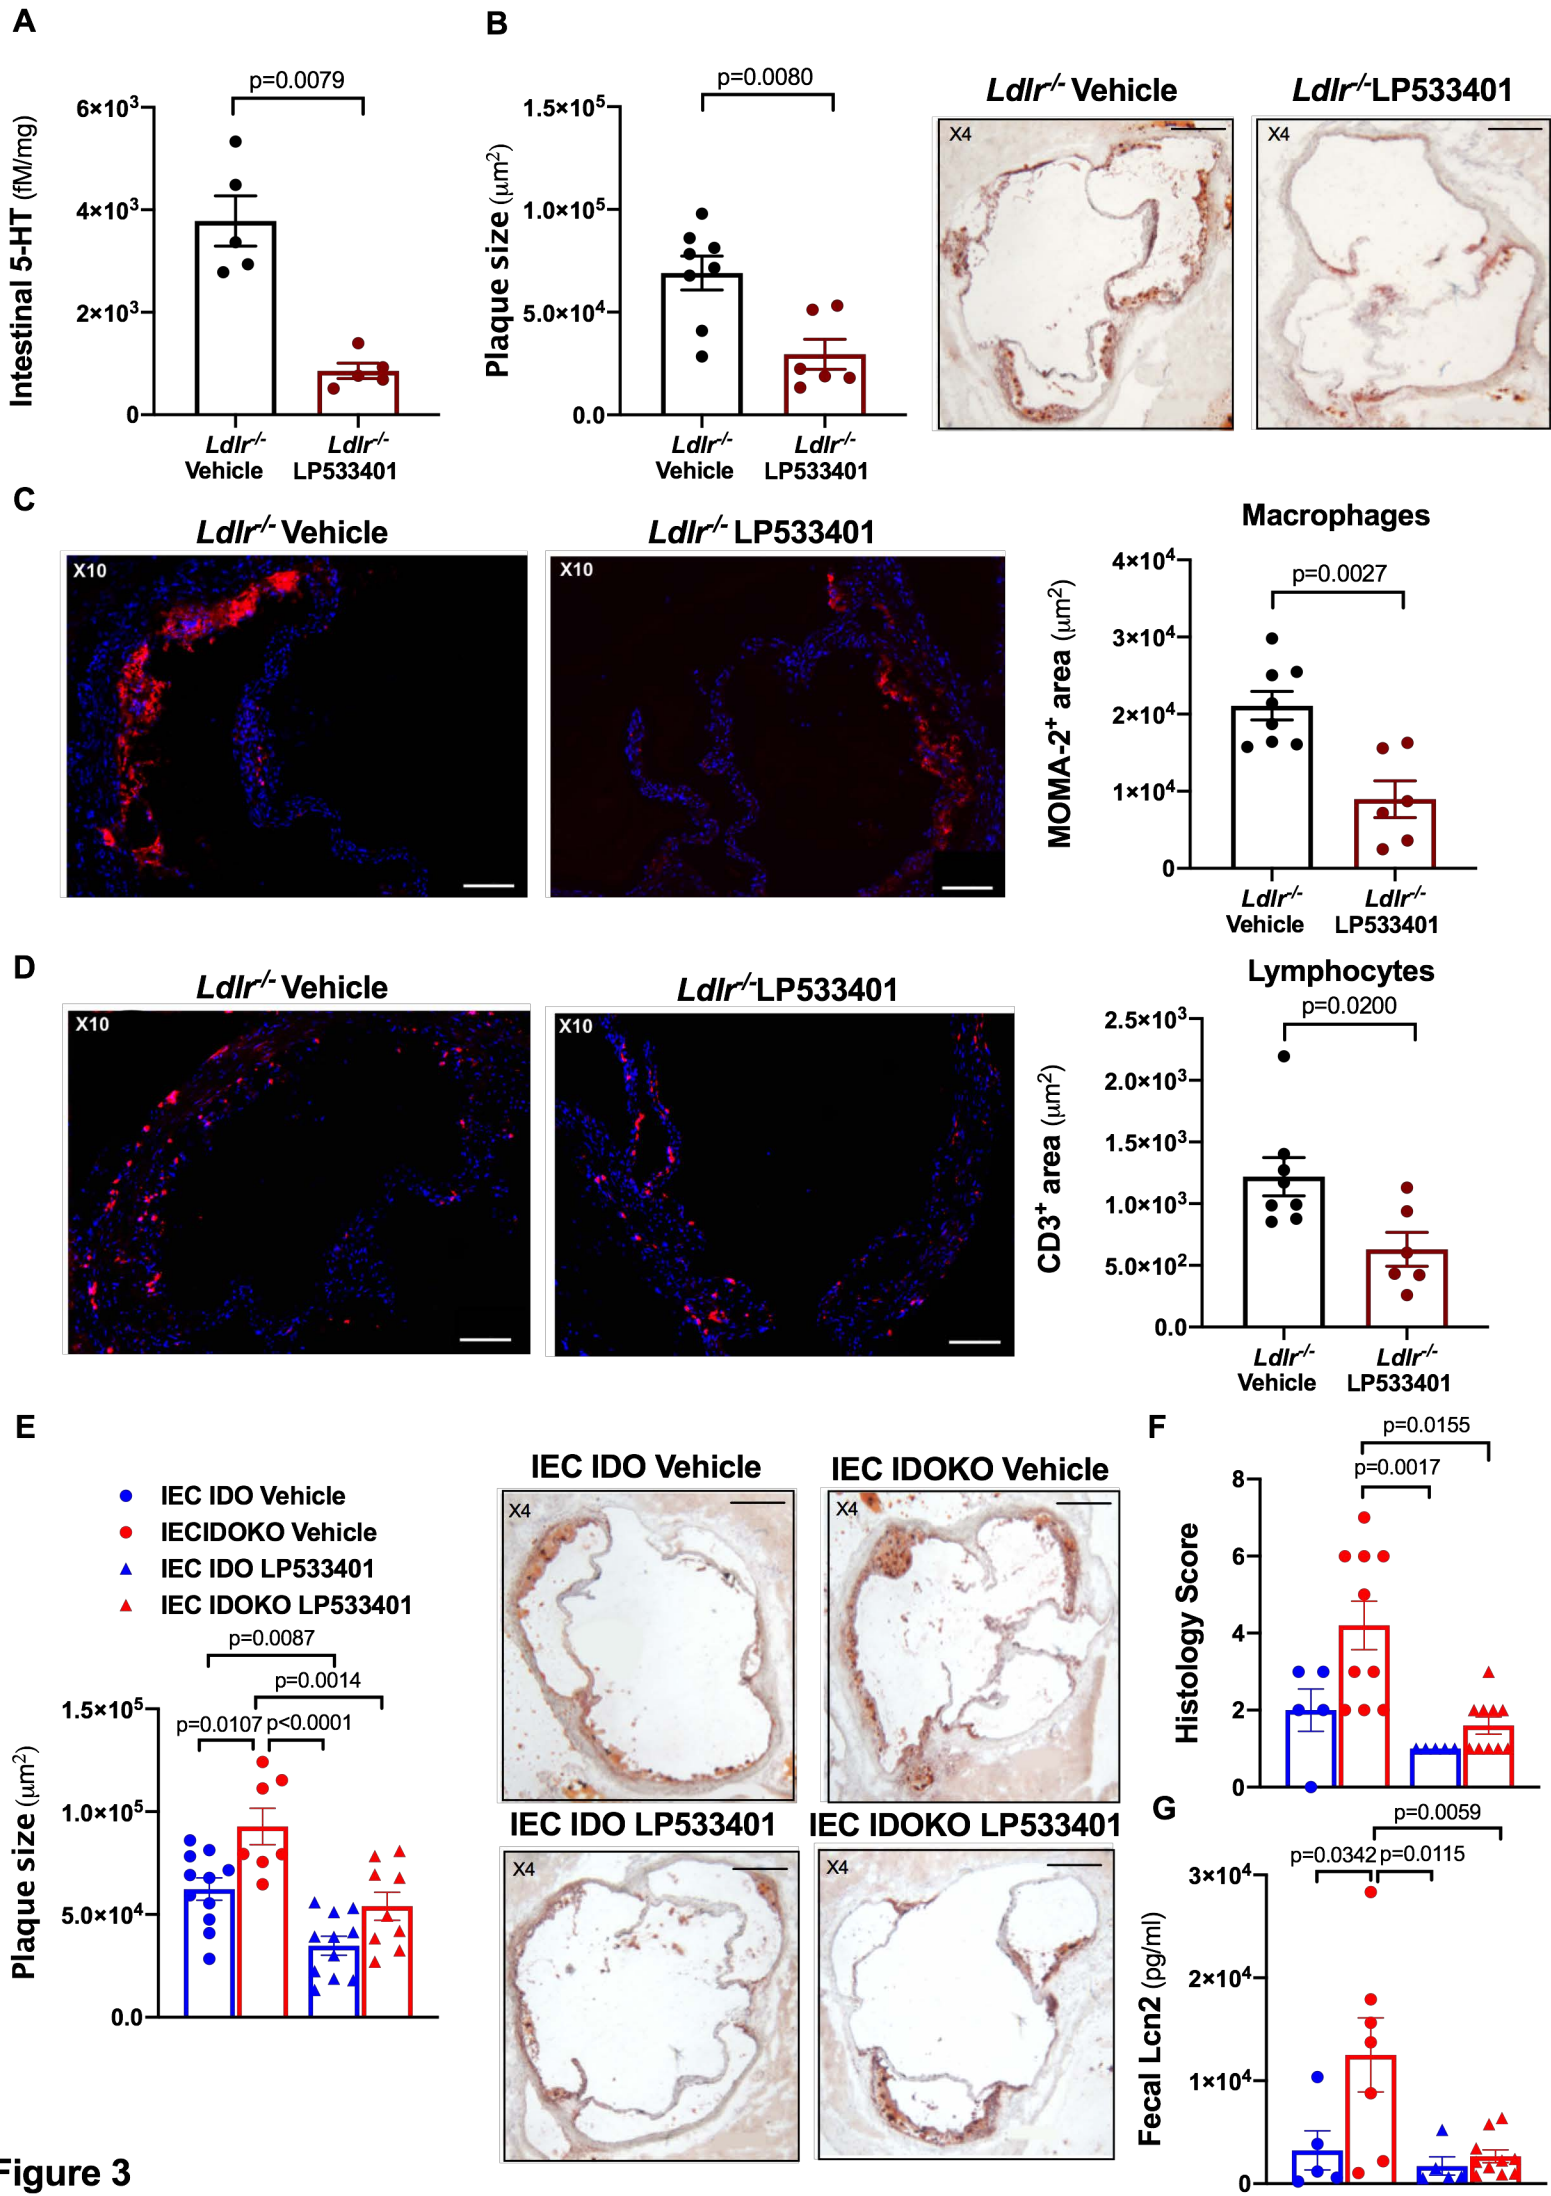 A
p=0.0079
6×10³
4×10³
2×10³
0
Intestinal 5-HT (fM/mg)
Ldlr-/-
Vehicle
Ldlr-/-
LP533401
B
p=0.0080
1.5×10⁵
1.0×10⁵
5.0×10⁴
0.0
Plaque size (μm²)
Ldlr-/-
Vehicle
Ldlr-/-
LP533401
Ldlr-/- Vehicle
X4
Ldlr-/-LP533401
X4
C
Ldlr-/- Vehicle
X10
Ldlr-/- LP533401
X10
Macrophages
p=0.0027
4×10⁴
3×10⁴
2×10⁴
1×10⁴
0
MOMA-2⁺ area (μm²)
Ldlr-/-
Vehicle
Ldlr-/-
LP533401
D
Ldlr-/- Vehicle
X10
Ldlr-/-LP533401
X10
Lymphocytes
p=0.0200
2.5×10³
2.0×10³
1.5×10³
1.0×10³
5.0×10²
0.0
CD3⁺ area (μm²)
Ldlr-/-
Vehicle
Ldlr-/-
LP533401
E
IEC IDO Vehicle
IECIDOKO Vehicle
IEC IDO LP533401
IEC IDOKO LP533401
p=0.0087
p=0.0014
p=0.0107 p<0.0001
1.5×10⁵
1.0×10⁵
5.0×10⁴
0.0
Plaque size (μm²)
IEC IDO Vehicle
X4
IEC IDOKO Vehicle
X4
IEC IDO LP533401
X4
IEC IDOKO LP533401
X4
F
p=0.0155
p=0.0017
8
6
4
2
0
Histology Score
G
p=0.0059
p=0.0342 p=0.0115
3×10⁴
2×10⁴
1×10⁴
0
Fecal Lcn2 (pg/ml)
Figure 3